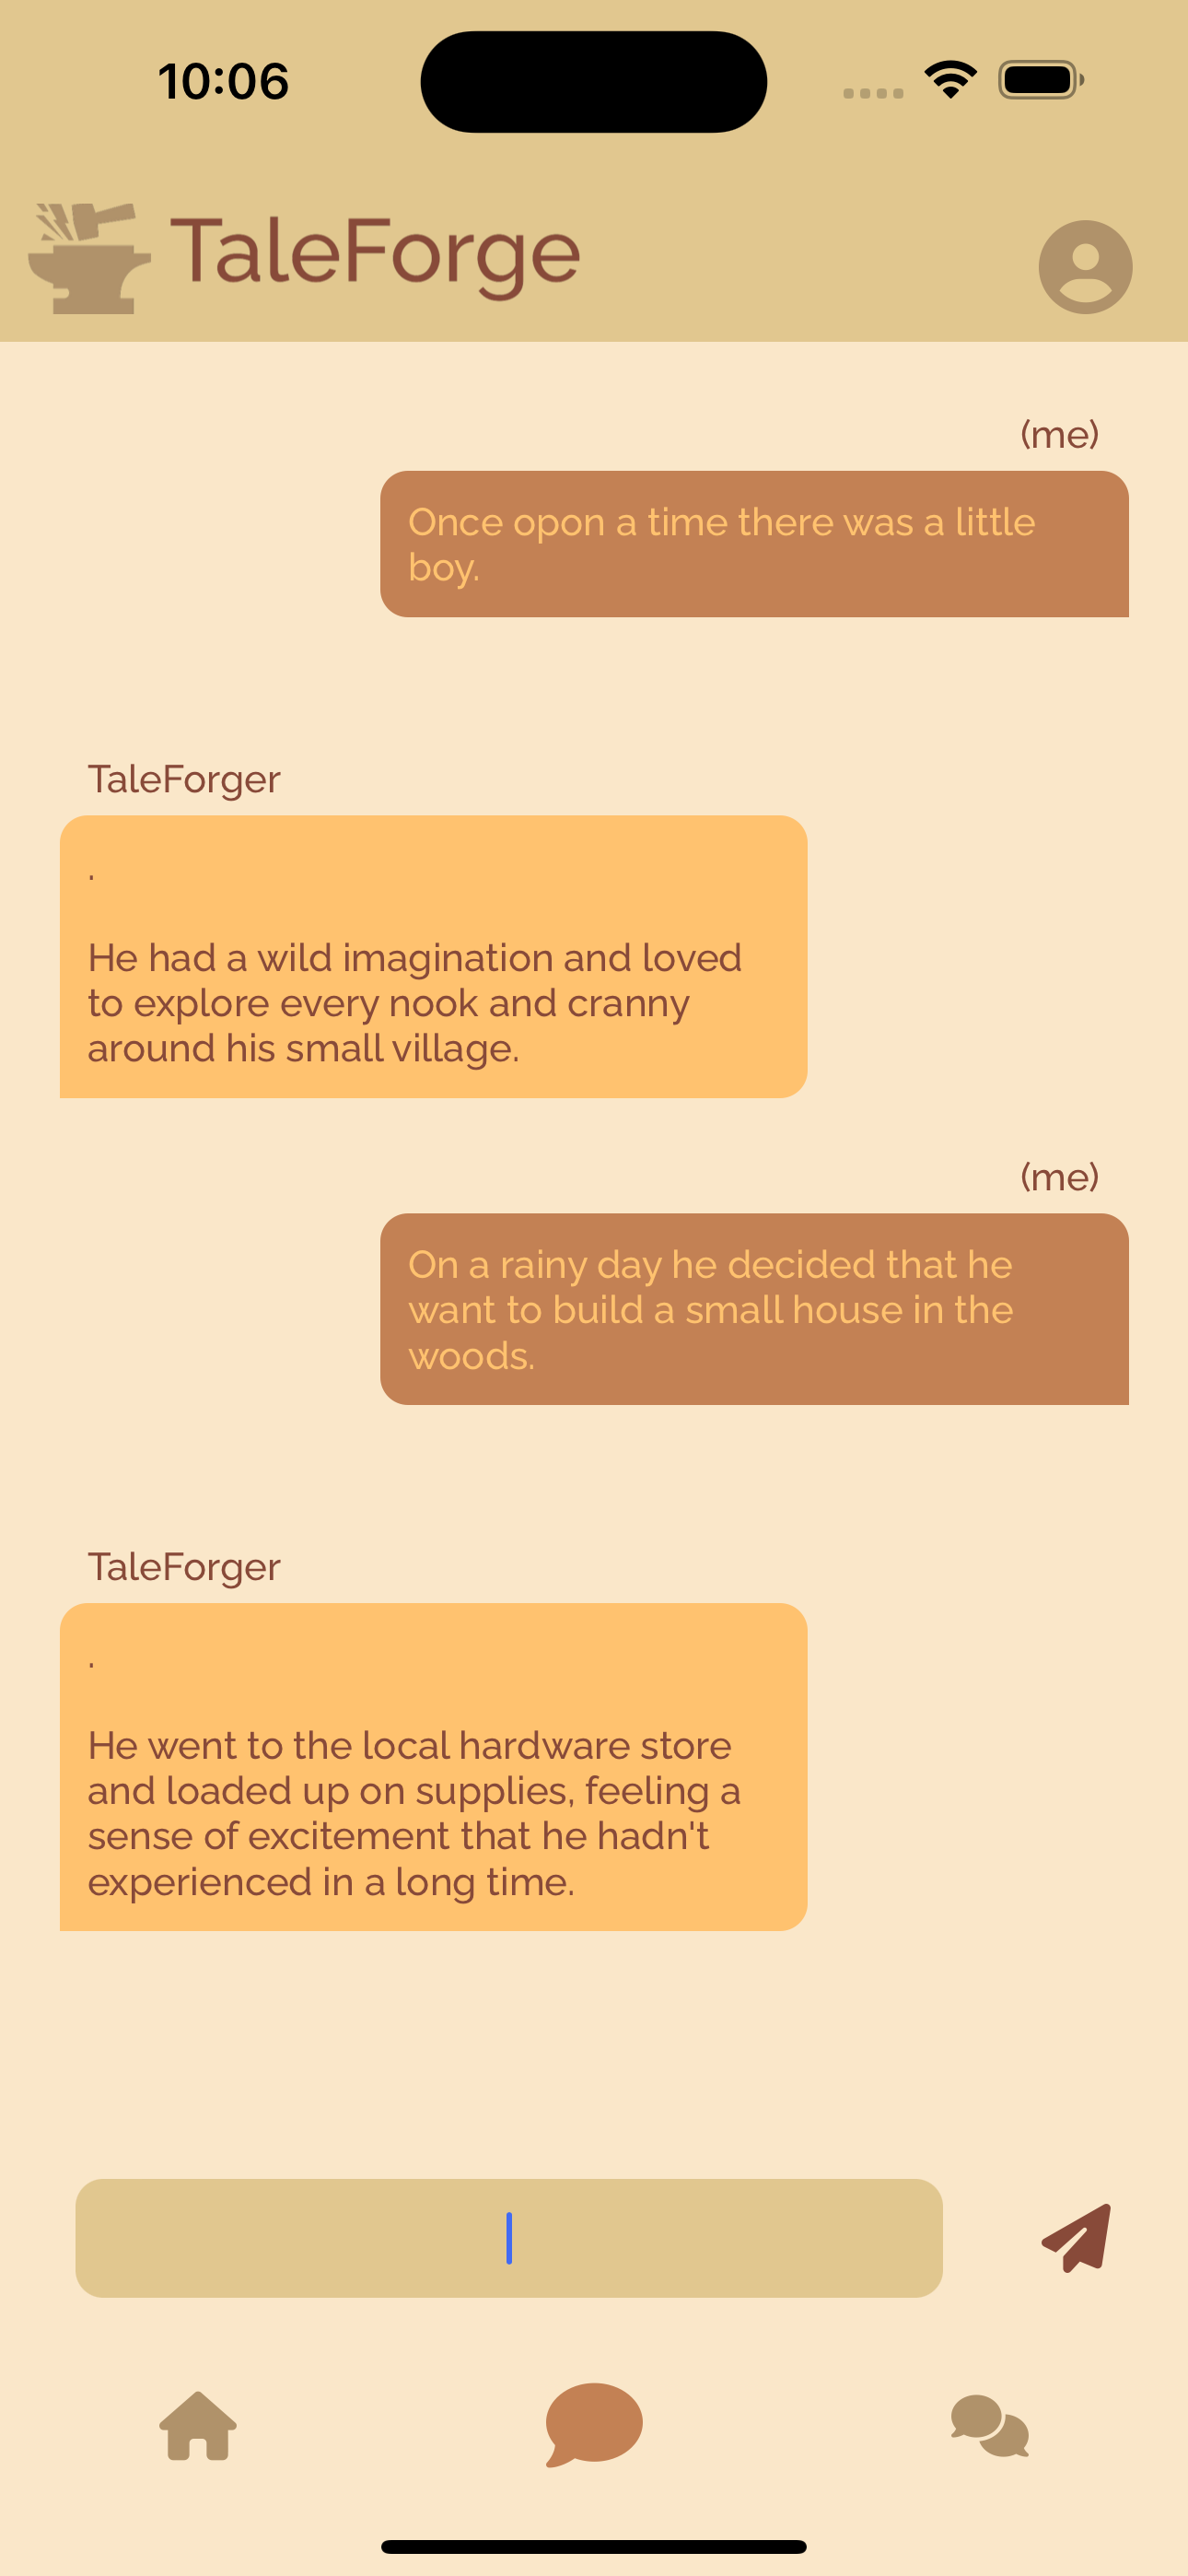 10:06
TaleForge
(me)
Once opon a time there was a little
boy.
TaleForger
.
He had a wild imagination and loved
to explore every nook and cranny
around his small village.
(me)
On a rainy day he decided that he
want to build a small house in the
woods.
TaleForger
.
He went to the local hardware store
and loaded up on supplies, feeling a
sense of excitement that he hadn't
experienced in a long time.